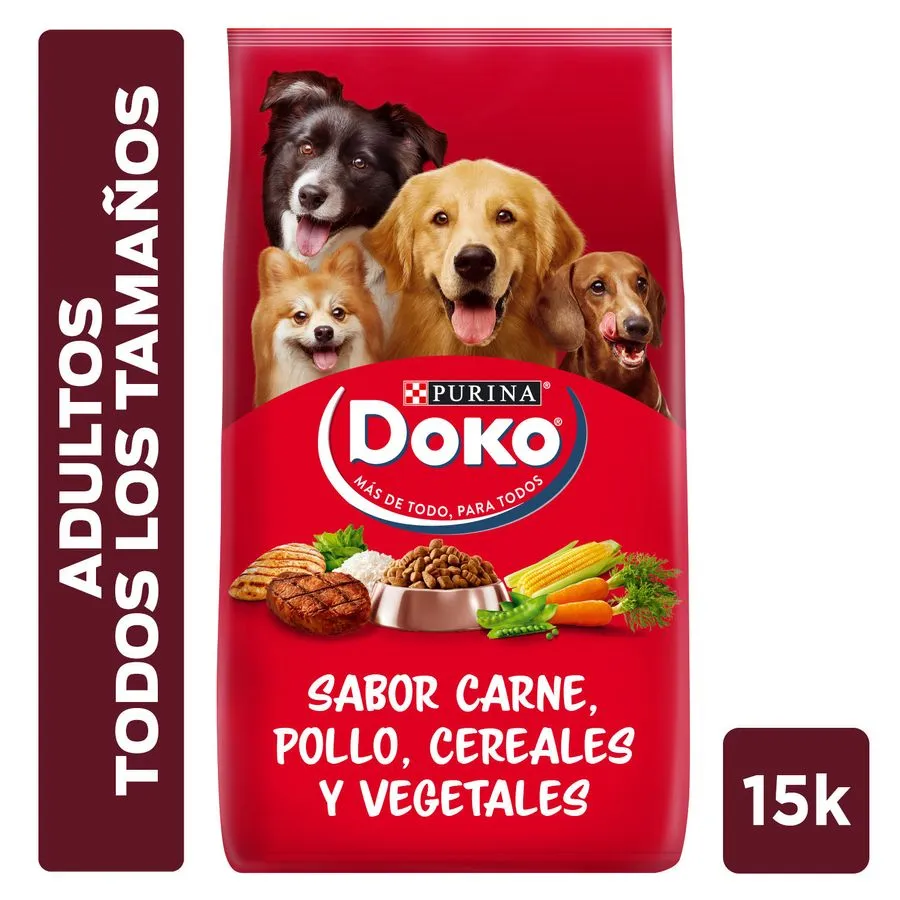 ADULTOS
TODOS LOS TAMAÑOS
PURINA®
DOKO®
MÁS DE TODO, PARA TODOS
SABOR CARNE,
POLLO, CEREALES
Y VEGETALES
15k